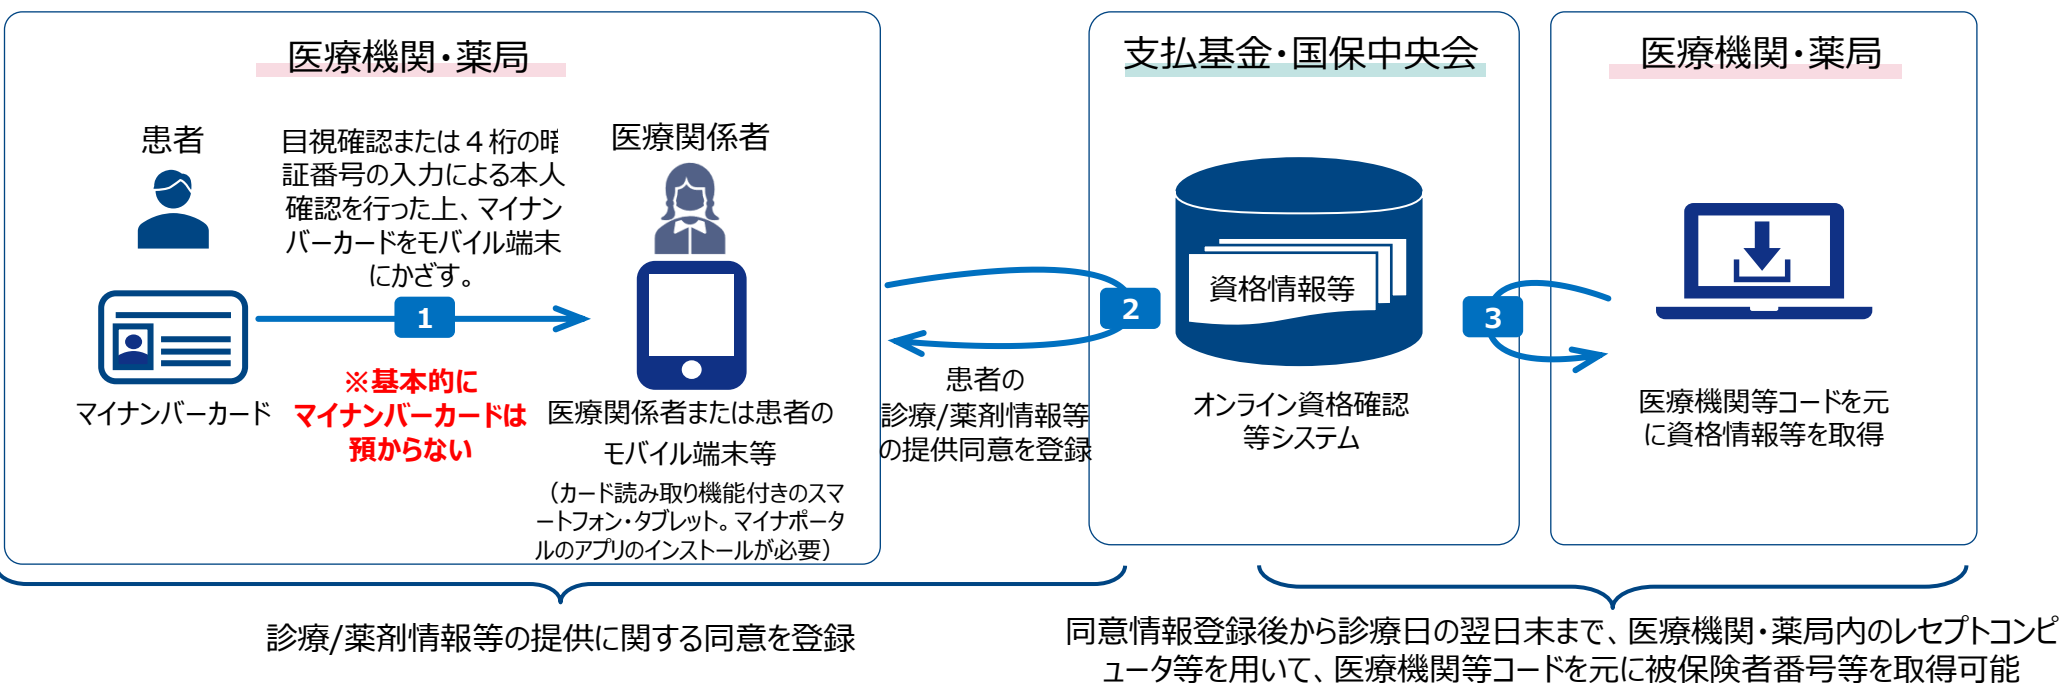 医療機関・薬局
患者
目視確認または４桁の暗
証番号の入力による本人
確認を行った上、マイナン
バーカードをモバイル端末
にかざす。
医療関係者
1
マイナンバーカード
※基本的に
マイナンバーカードは
預からない
医療関係者または患者の
モバイル端末等
（カード読み取り機能付きのスマ
ートフォン・タブレット。マイナポータ
ルのアプリのインストールが必要）
2
患者の
診療/薬剤情報等
の提供同意を登録
支払基金・国保中央会
資格情報等
オンライン資格確認
等システム
3
医療機関・薬局
医療機関等コードを元
に資格情報等を取得
診療/薬剤情報等の提供に関する同意を登録
同意情報登録後から診療日の翌日末まで、医療機関・薬局内のレセプトコンピ
ュータ等を用いて、医療機関等コードを元に被保険者番号等を取得可能